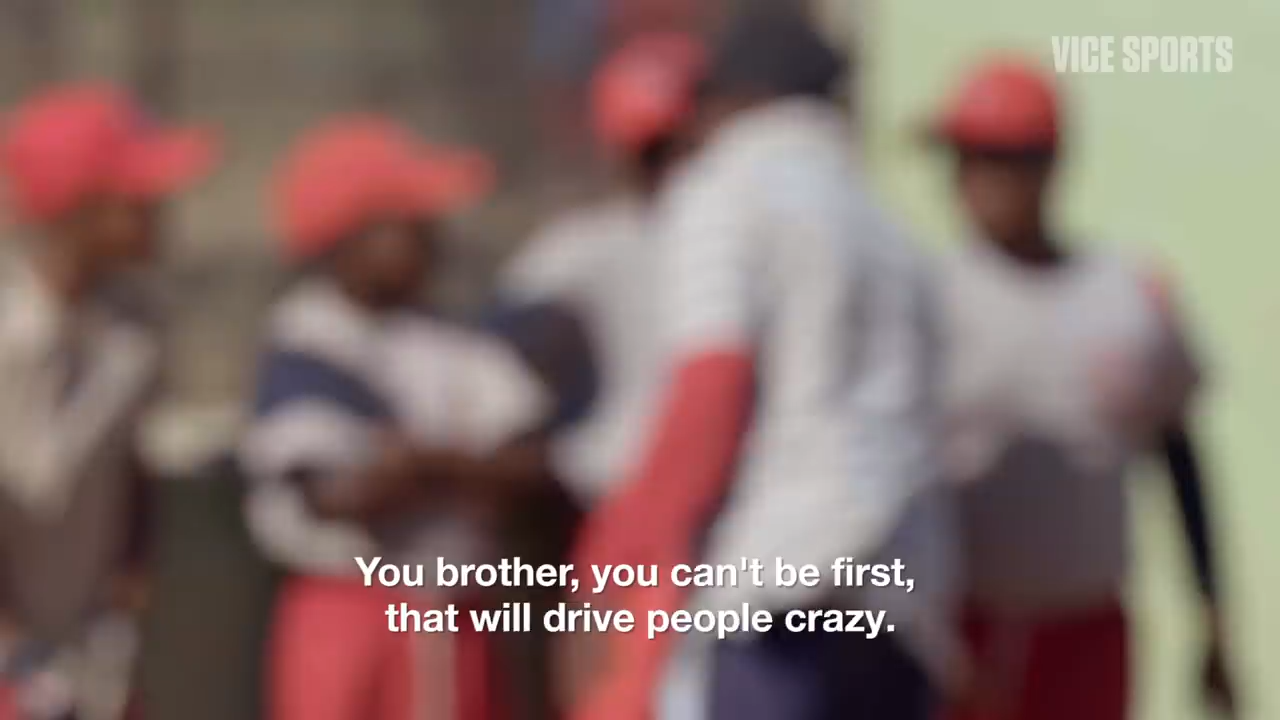 VICE SPORTS
You brother, you can't be first,
that will drive people crazy.